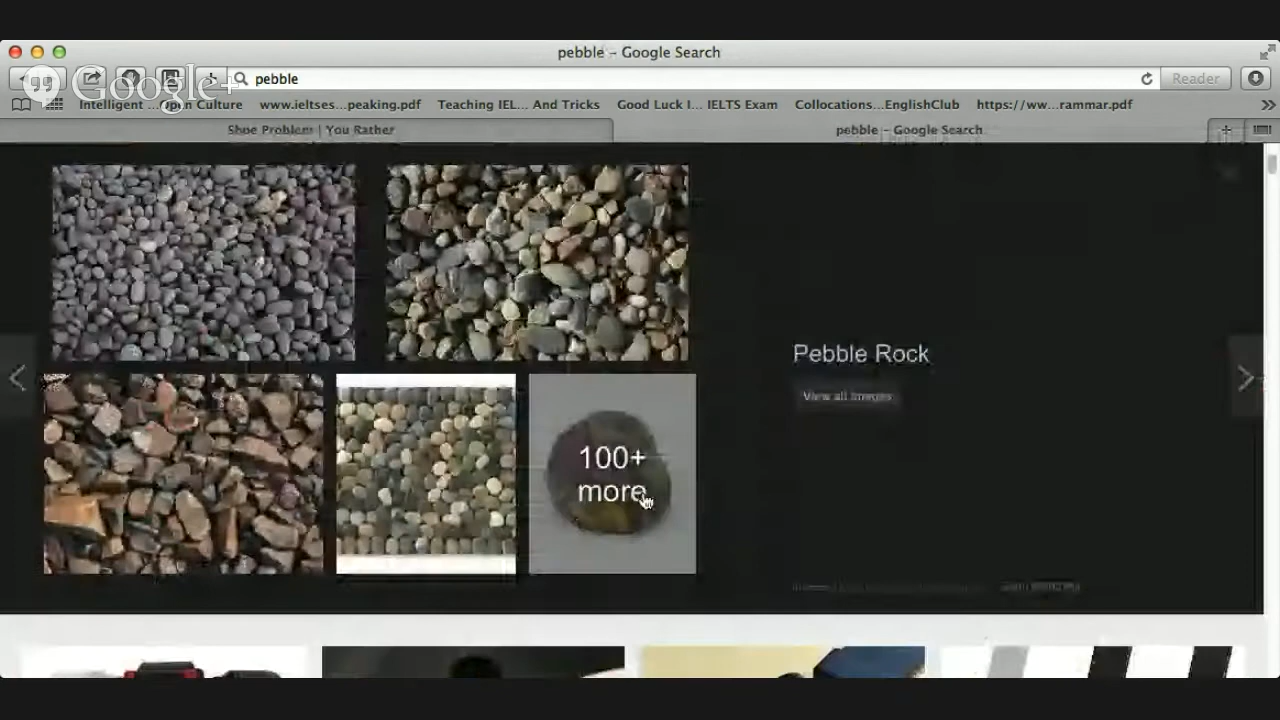 pebble – Google Search
Google+
pebble
Reader
Intelligent ...Open Culture
www.ieltses...peaking.pdf
Teaching IEL... And Tricks
Good Luck I... IELTS Exam
Collocations...EnglishClub
https://ww...rammar.pdf
Shoe Problem | You Rather
pebble – Google Search
Pebble Rock
View all images
100+
more